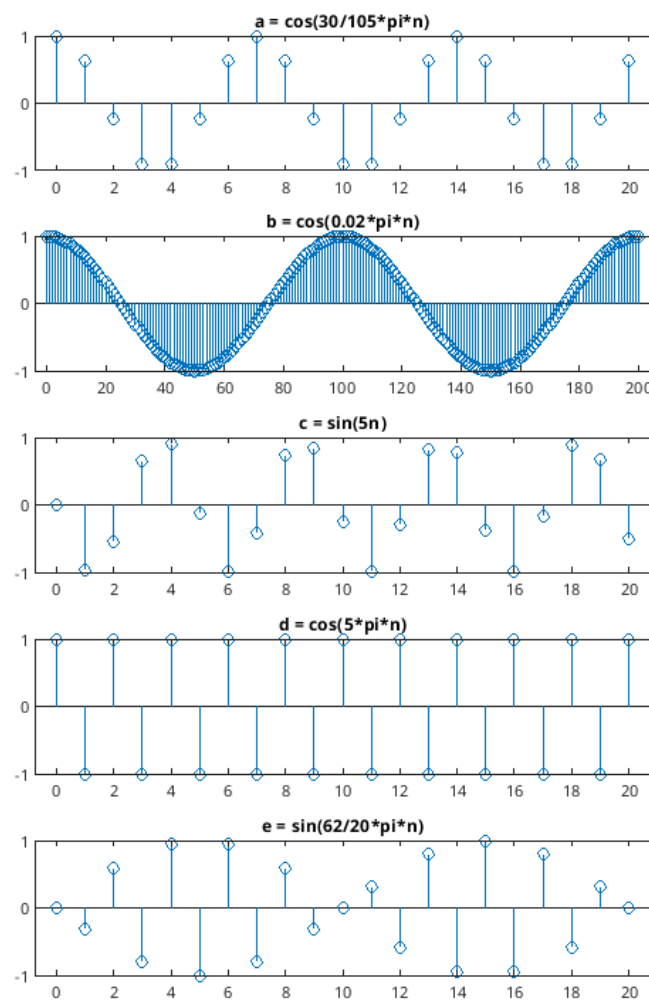 a = cos(30/105*pi*n)
1
0
-1
0 2 4 6 8 10 12 14 16 18 20
b = cos(0.02*pi*n)
1
0
-1
0 20 40 60 80 100 120 140 160 180 200
c = sin(5n)
1
0
-1
0 2 4 6 8 10 12 14 16 18 20
d = cos(5*pi*n)
1
0
-1
0 2 4 6 8 10 12 14 16 18 20
e = sin(62/20*pi*n)
1
0
-1
0 2 4 6 8 10 12 14 16 18 20